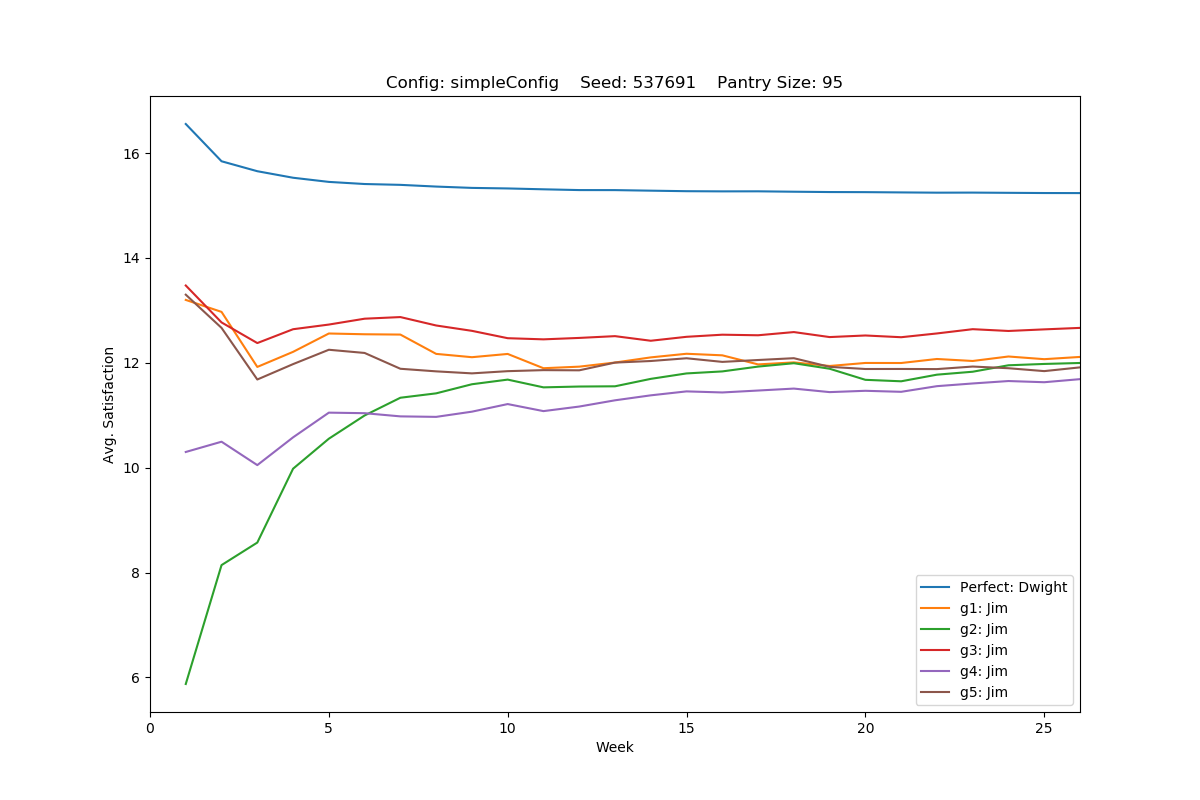 Config: simpleConfig    Seed: 537691    Pantry Size: 95
16
14
12
10
8
6
Avg. Satisfaction
Perfect: Dwight
g1: Jim
g2: Jim
g3: Jim
g4: Jim
g5: Jim
0 5 10 15 20 25
Week